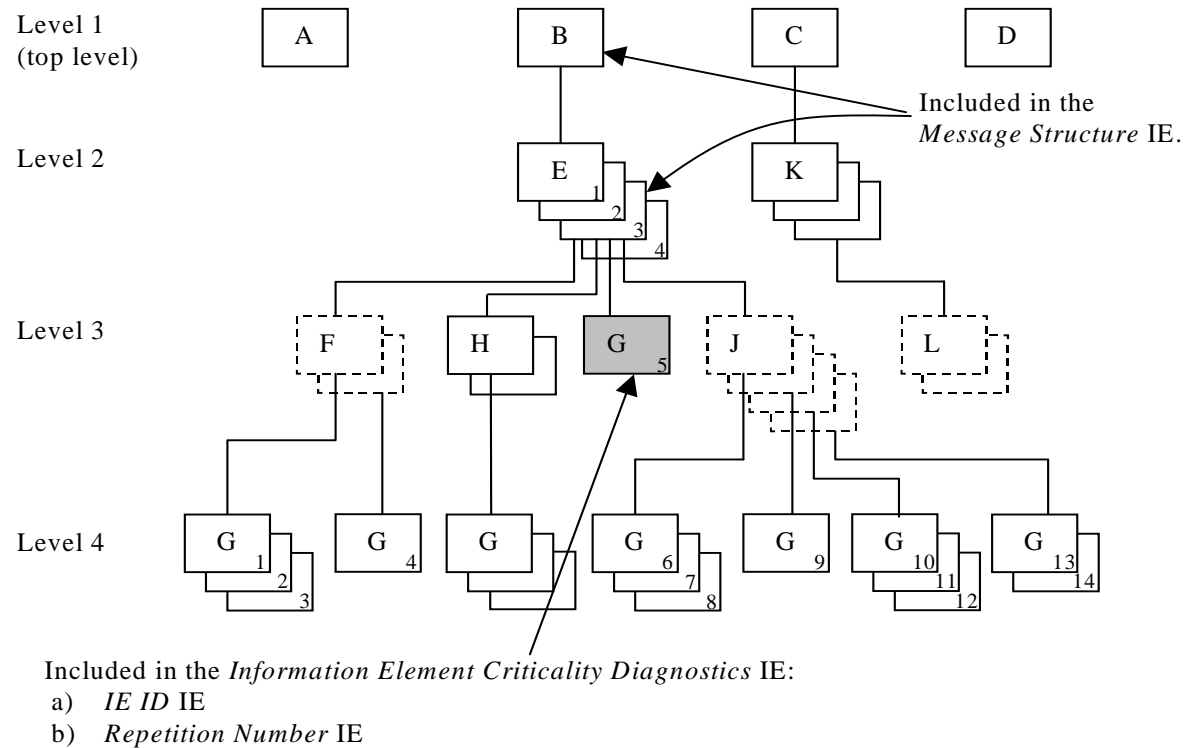 Level 1
(top level)
A
B
C
D
Included in the
Message Structure IE.
Level 2
E
1
2
3
4
K
Level 3
F
H
G
5
J
L
Level 4
G
1
2
3
G
4
G
G
6
7
8
G
9
G
10
11
12
G
13
14
Included in the Information Element Criticality Diagnostics IE:
a) IE ID IE
b) Repetition Number IE